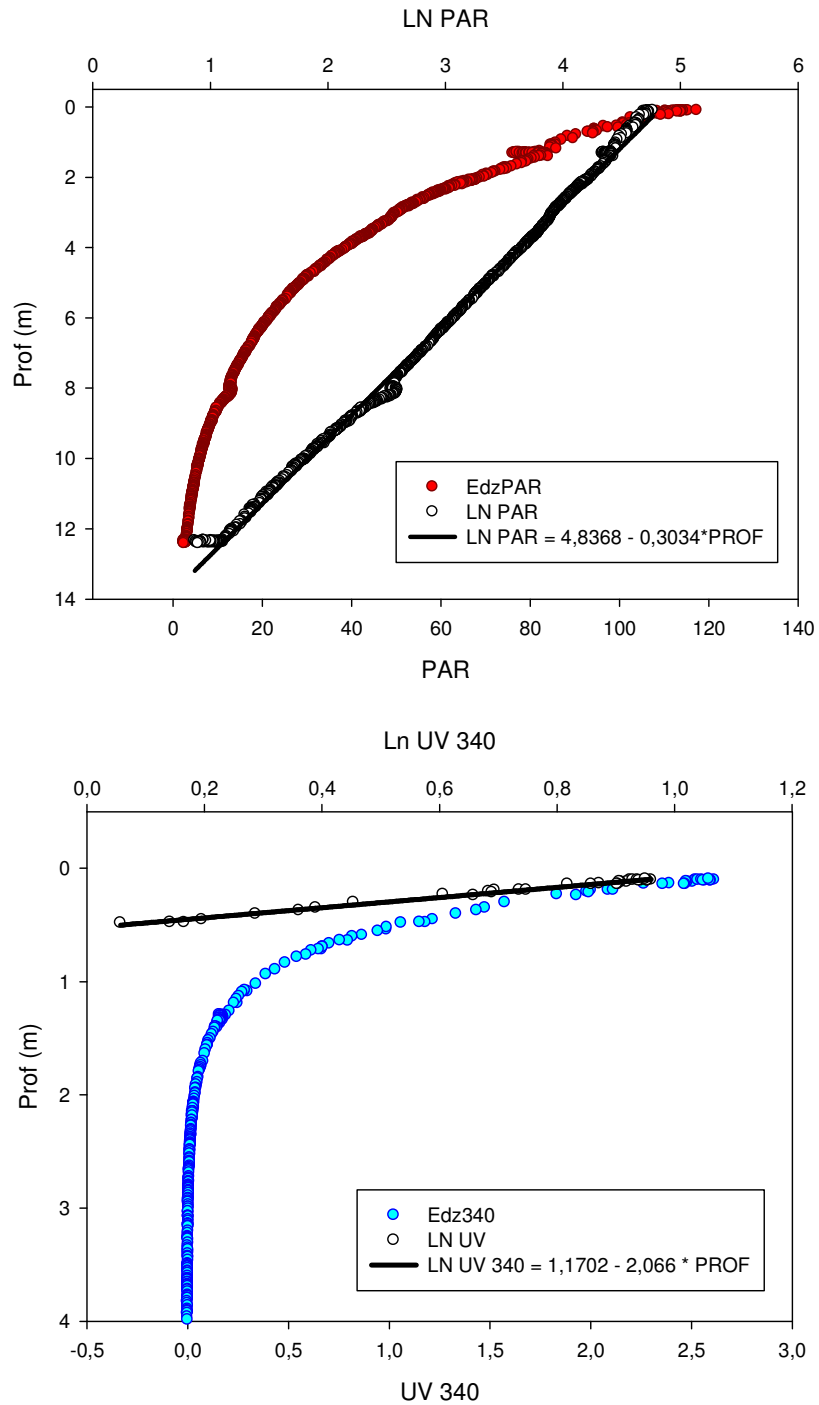 LN PAR
0 1 2 3 4 5 6
0
2
4
6
8
10
12
14
Prof (m)
EdzPAR
LN PAR
LN PAR = 4,8368 - 0,3034*PROF
0 20 40 60 80 100 120 140
PAR
Ln UV 340
0,0 0,2 0,4 0,6 0,8 1,0 1,2
0
1
2
3
4
Prof (m)
Edz340
LN UV
LN UV 340 = 1,1702 - 2,066 * PROF
-0,5 0,0 0,5 1,0 1,5 2,0 2,5 3,0
UV 340